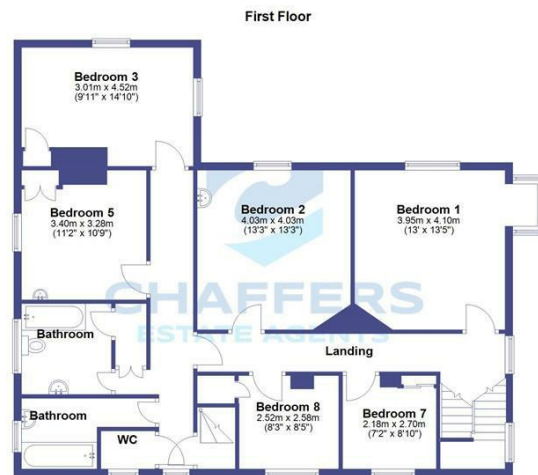 First Floor
Bedroom 3
3.01m x 4.52m
(9'11" x 14'10")
Bedroom 5
3.40m x 3.28m
(11'2" x 10'9")
Bedroom 2
4.03m x 4.03m
(13'3" x 13'3")
Bedroom 1
3.95m x 4.10m
(13' x 13'5")
CHAFFERS
ESTATE AGENTS
Bathroom
Landing
Bathroom
WC
Bedroom 8
2.52m x 2.58m
(8'3" x 8'5")
Bedroom 7
2.18m x 2.70m
(7'2" x 8'10")